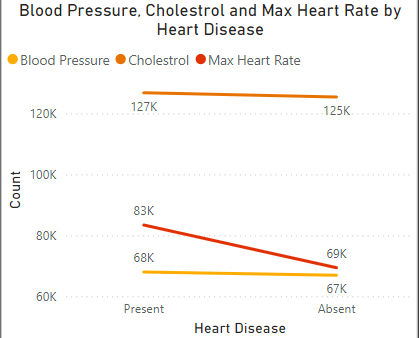 Blood Pressure, Cholestrol and Max Heart Rate by
Heart Disease
Blood Pressure Cholestrol Max Heart Rate
127K
125K
120K
100K
Count
83K
80K
69K
68K
67K
60K
Present Absent
Heart Disease